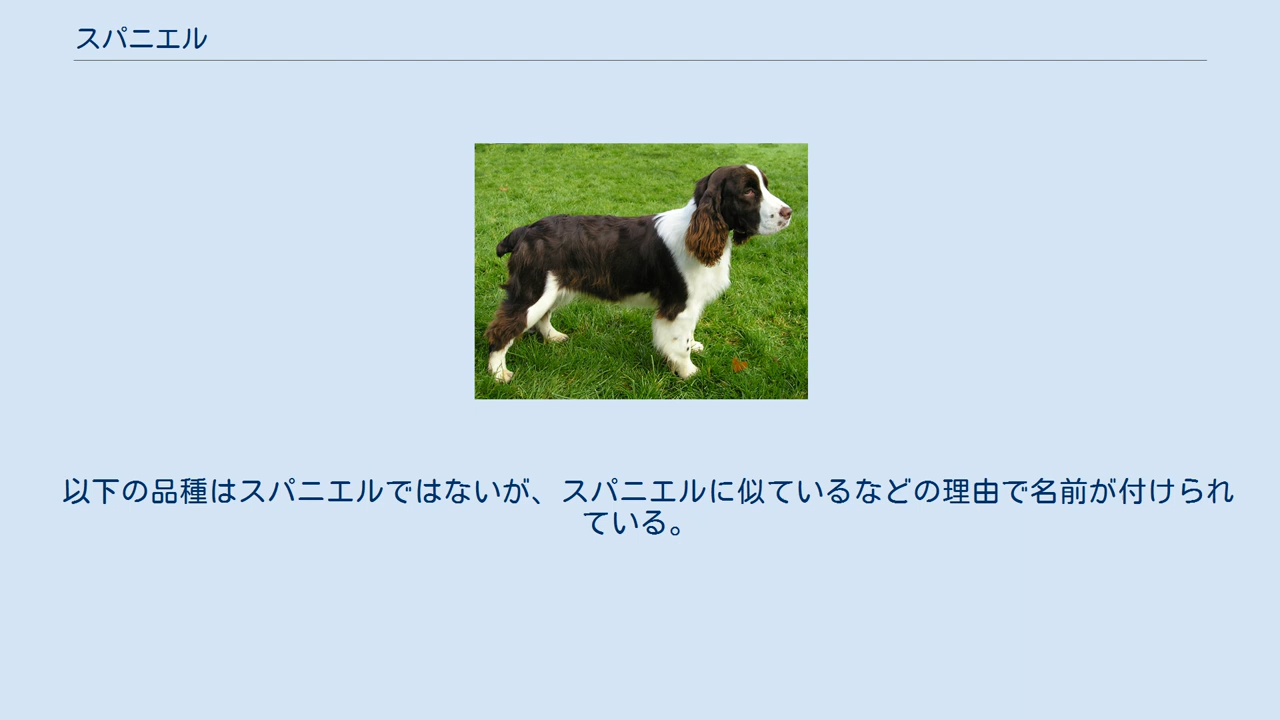 スパニエル
以下の品種はスパニエルではないが、スパニエルに似ているなどの理由で名前が付けられ
ている。